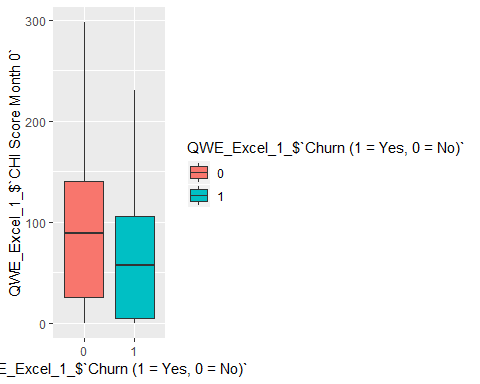 300
200
100
0
QWE_Excel_1_$`CHI Score Month 0`
0
1
E_Excel_1_$`Churn (1 = Yes, 0 = No)`
QWE_Excel_1_$`Churn (1 = Yes, 0 = No)`
0
1